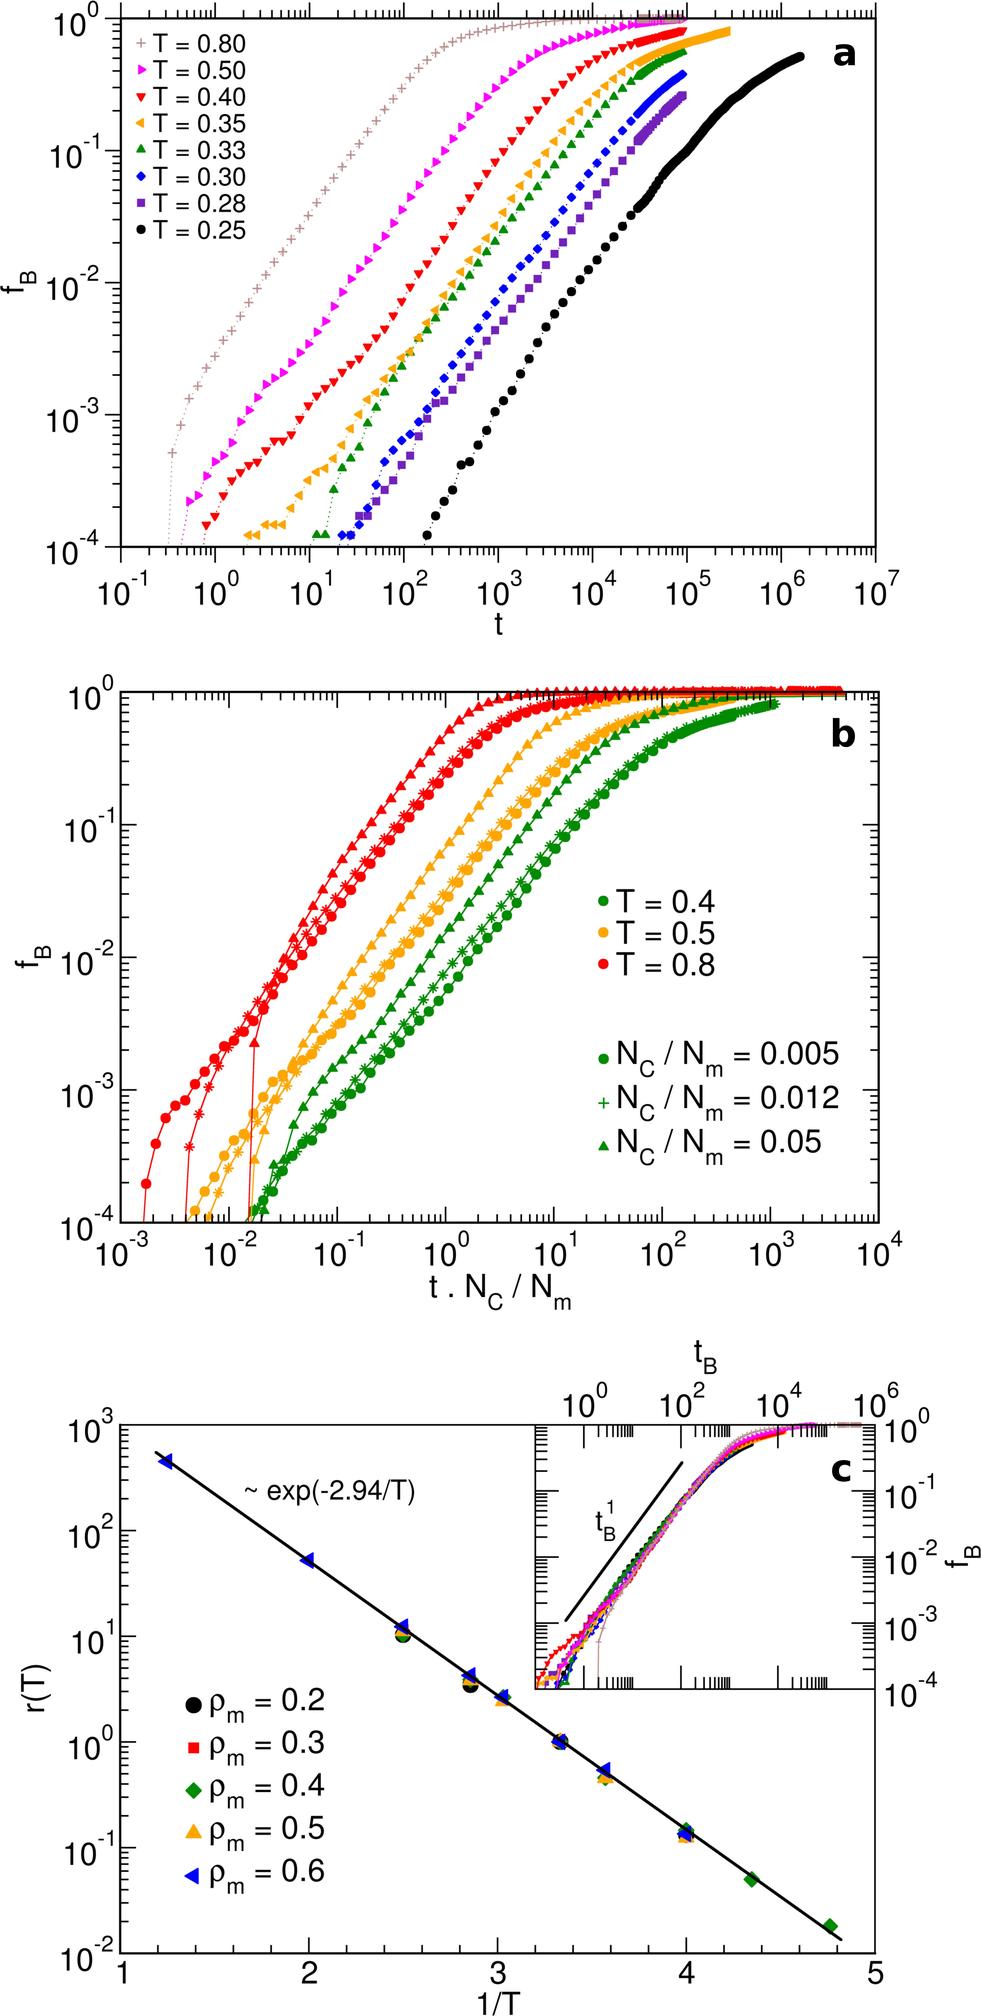 10^0
a
T = 0.80
T = 0.50
T = 0.40
T = 0.35
T = 0.33
T = 0.30
T = 0.28
T = 0.25
10^-1
f_B
10^-2
10^-3
10^-4
10^-1 10^0 10^1 10^2 10^3 10^4 10^5 10^6 10^7
t
10^0
b
10^-1
T = 0.4
T = 0.5
T = 0.8
f_B
10^-2
N_C / N_m = 0.005
N_C / N_m = 0.012
N_C / N_m = 0.05
10^-3
10^-4
10^-3 10^-2 10^-1 10^0 10^1 10^2 10^3 10^4
t . N_C / N_m
t_B
10^0 10^2 10^4 10^6
10^3
10^0
c
~ exp(-2.94/T)
10^-1
t_B^1
10^2
10^-2
f_B
10^-3
10^1
10^-4
r(T)
ρ_m = 0.2
ρ_m = 0.3
10^0
ρ_m = 0.4
ρ_m = 0.5
10^-1
ρ_m = 0.6
10^-2
1 2 3 4 5
1/T